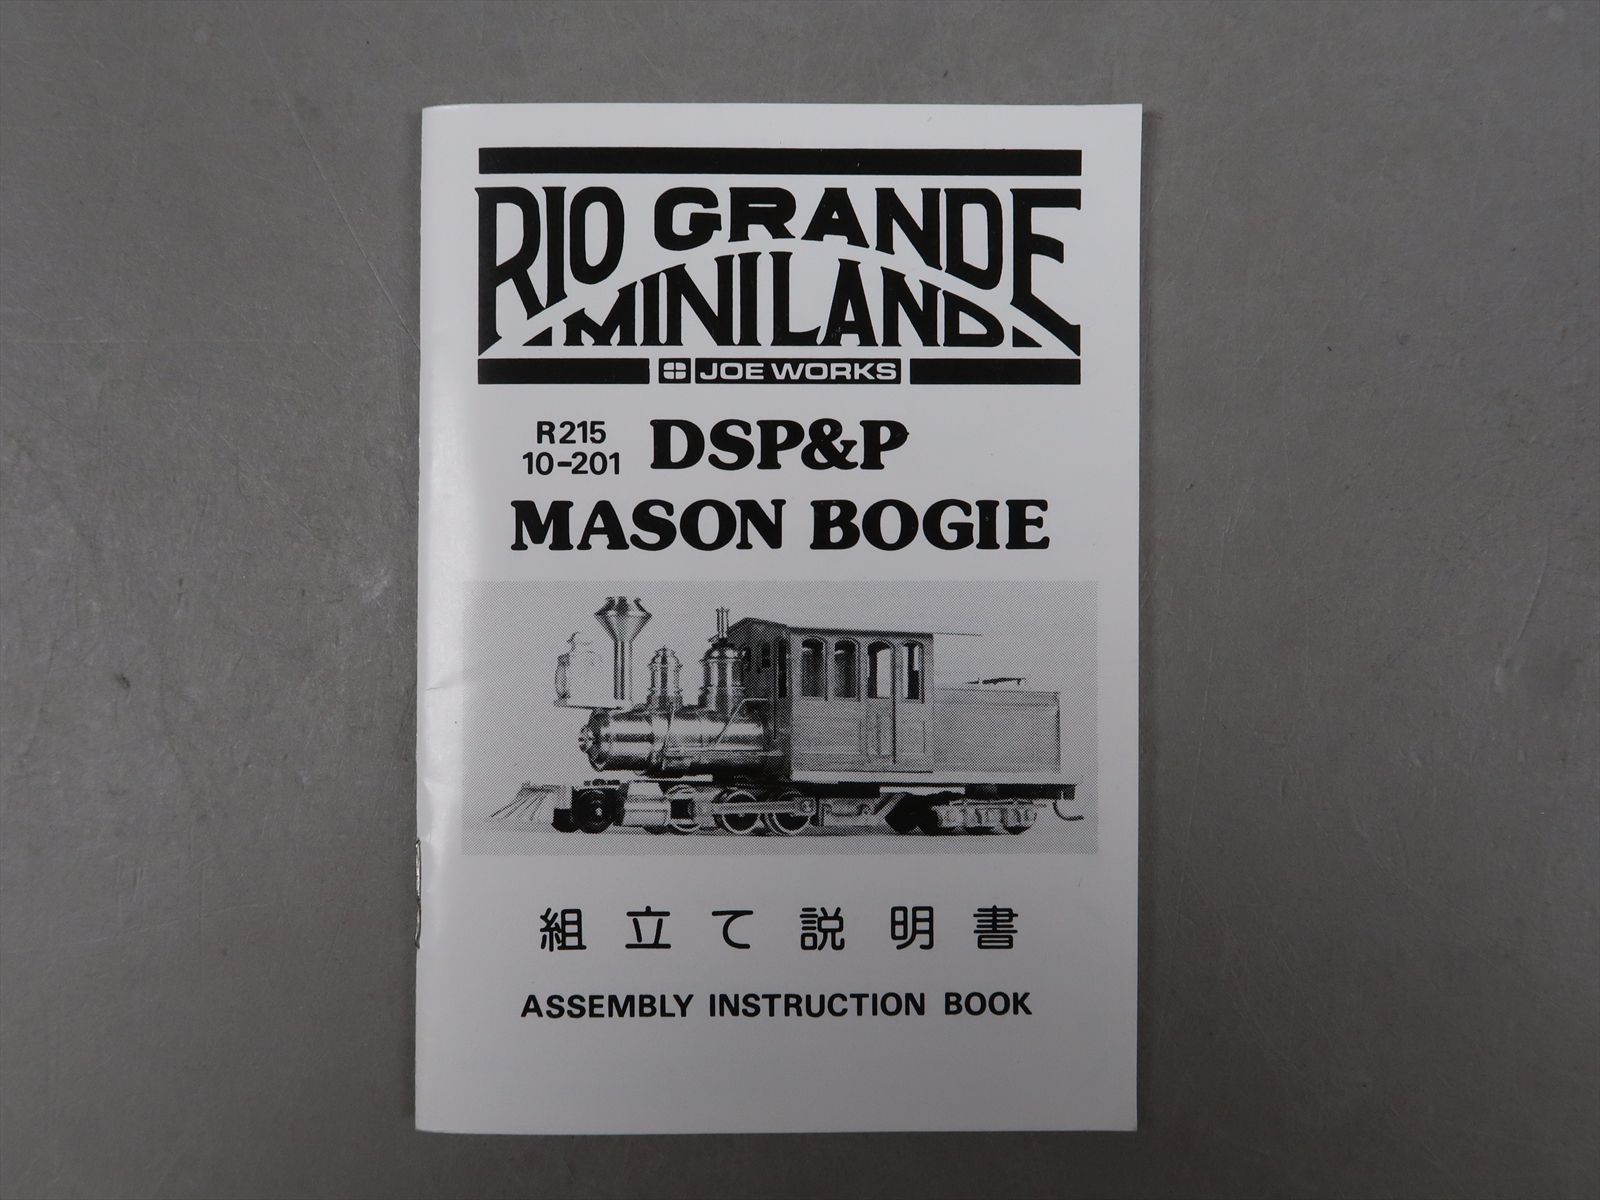 RIO GRANDE
MINILAND
JOE WORKS
R215
10-201
DSP&P
MASON BOGIE
組立て説明書
ASSEMBLY INSTRUCTION BOOK